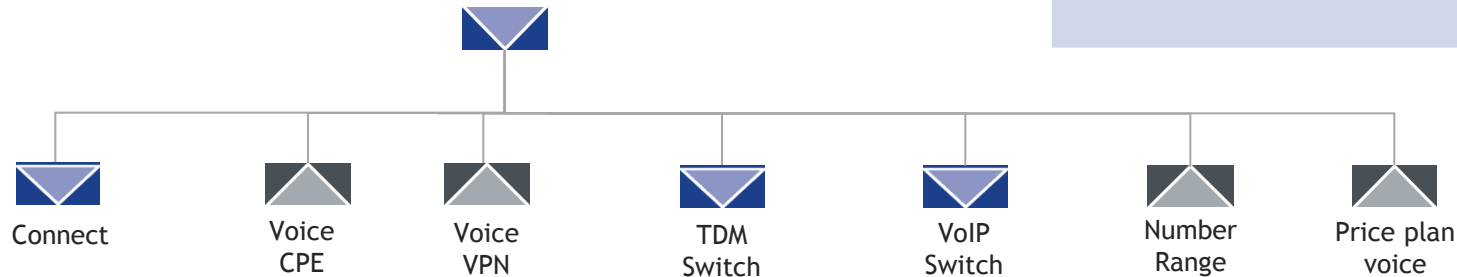 Connect
Voice
CPE
Voice
VPN
TDM
Switch
VoIP
Switch
Number
Range
Price plan
voice